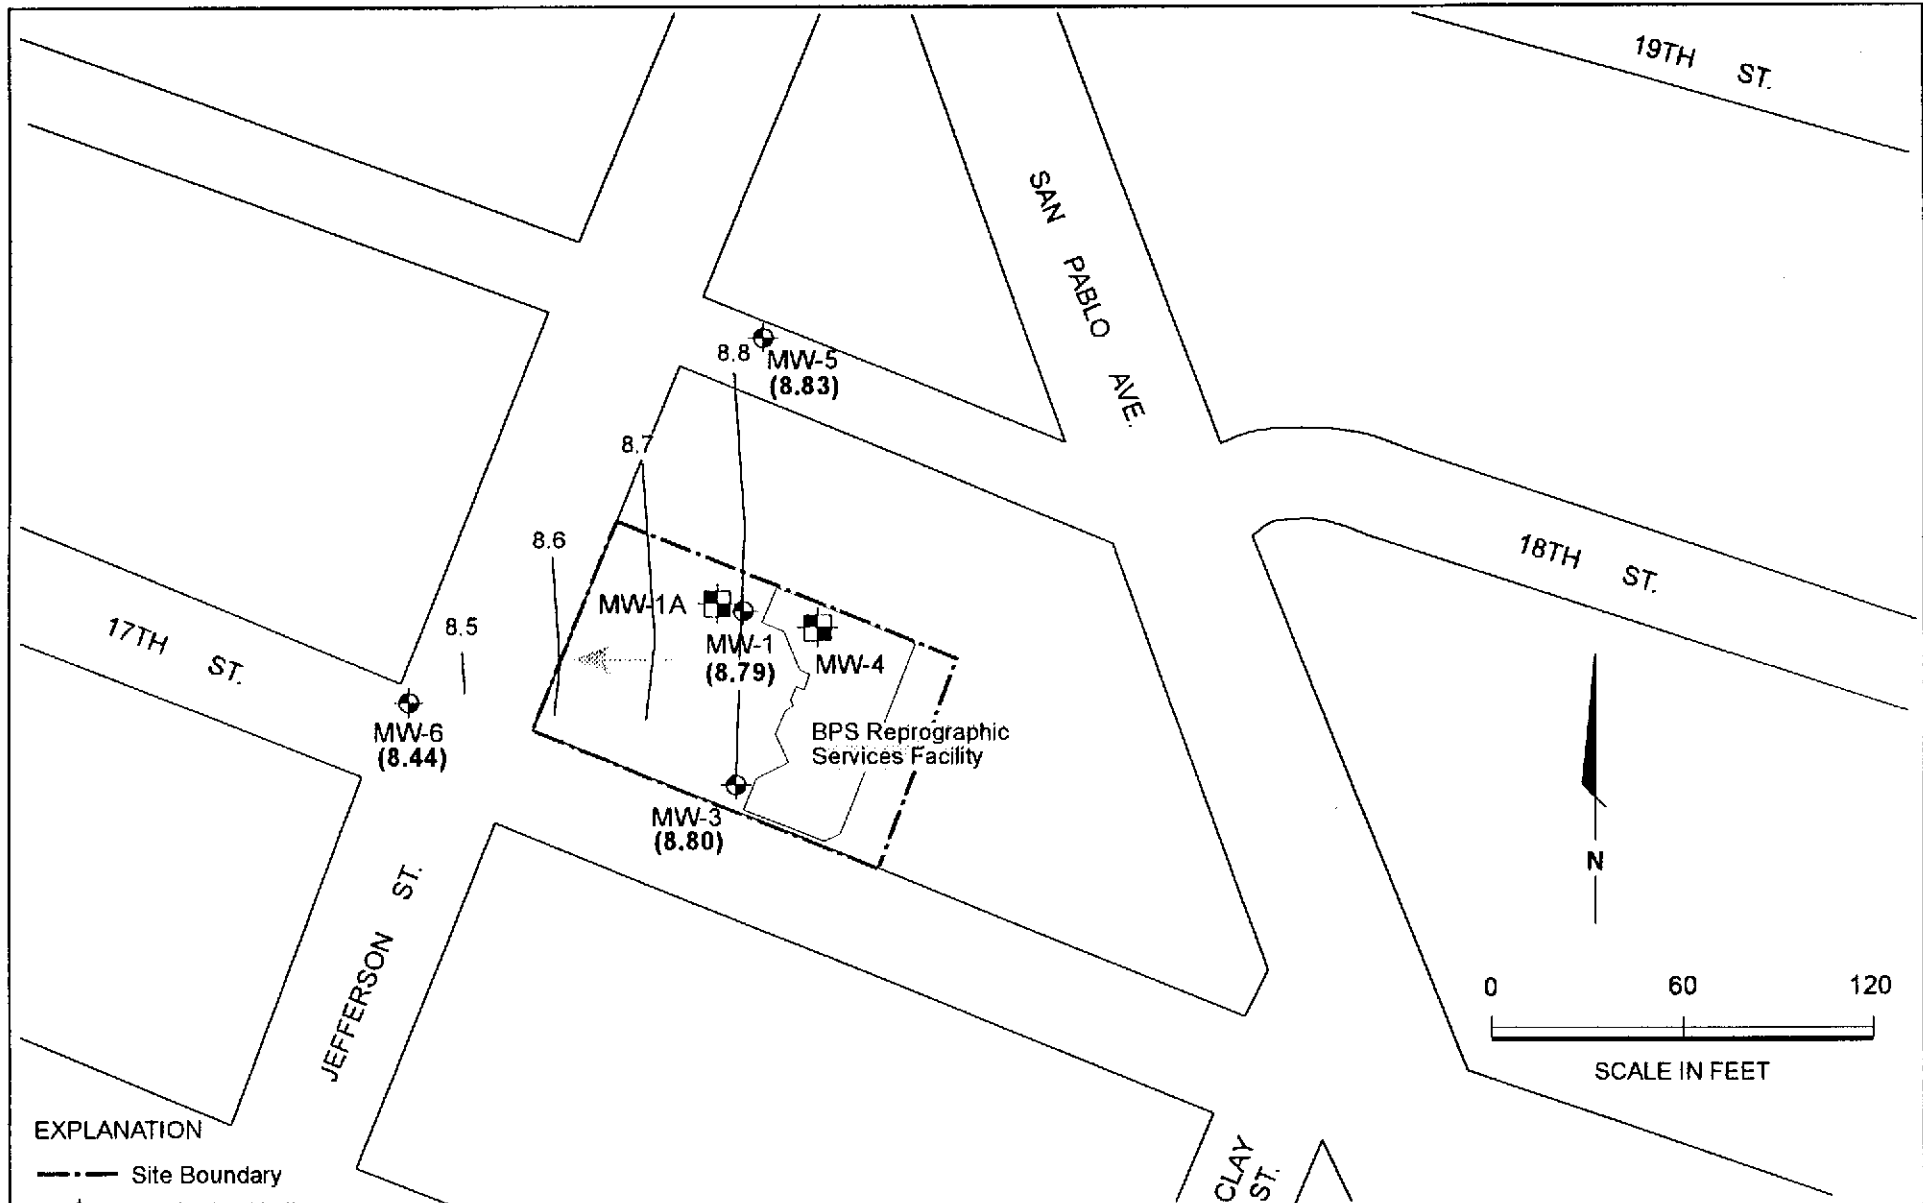 19TH ST.
SAN PABLO AVE.
8.8
MW-5
(8.83)
8.7
8.6
18TH ST.
MW-1A
8.5
17TH ST.
MW-1
(8.79)
MW-4
MW-6
(8.44)
BPS Reprographic
Services Facility
MW-3
(8.80)
N
JEFFERSON ST.
0 60 120
SCALE IN FEET
EXPLANATION
Site Boundary
CLAY
ST.